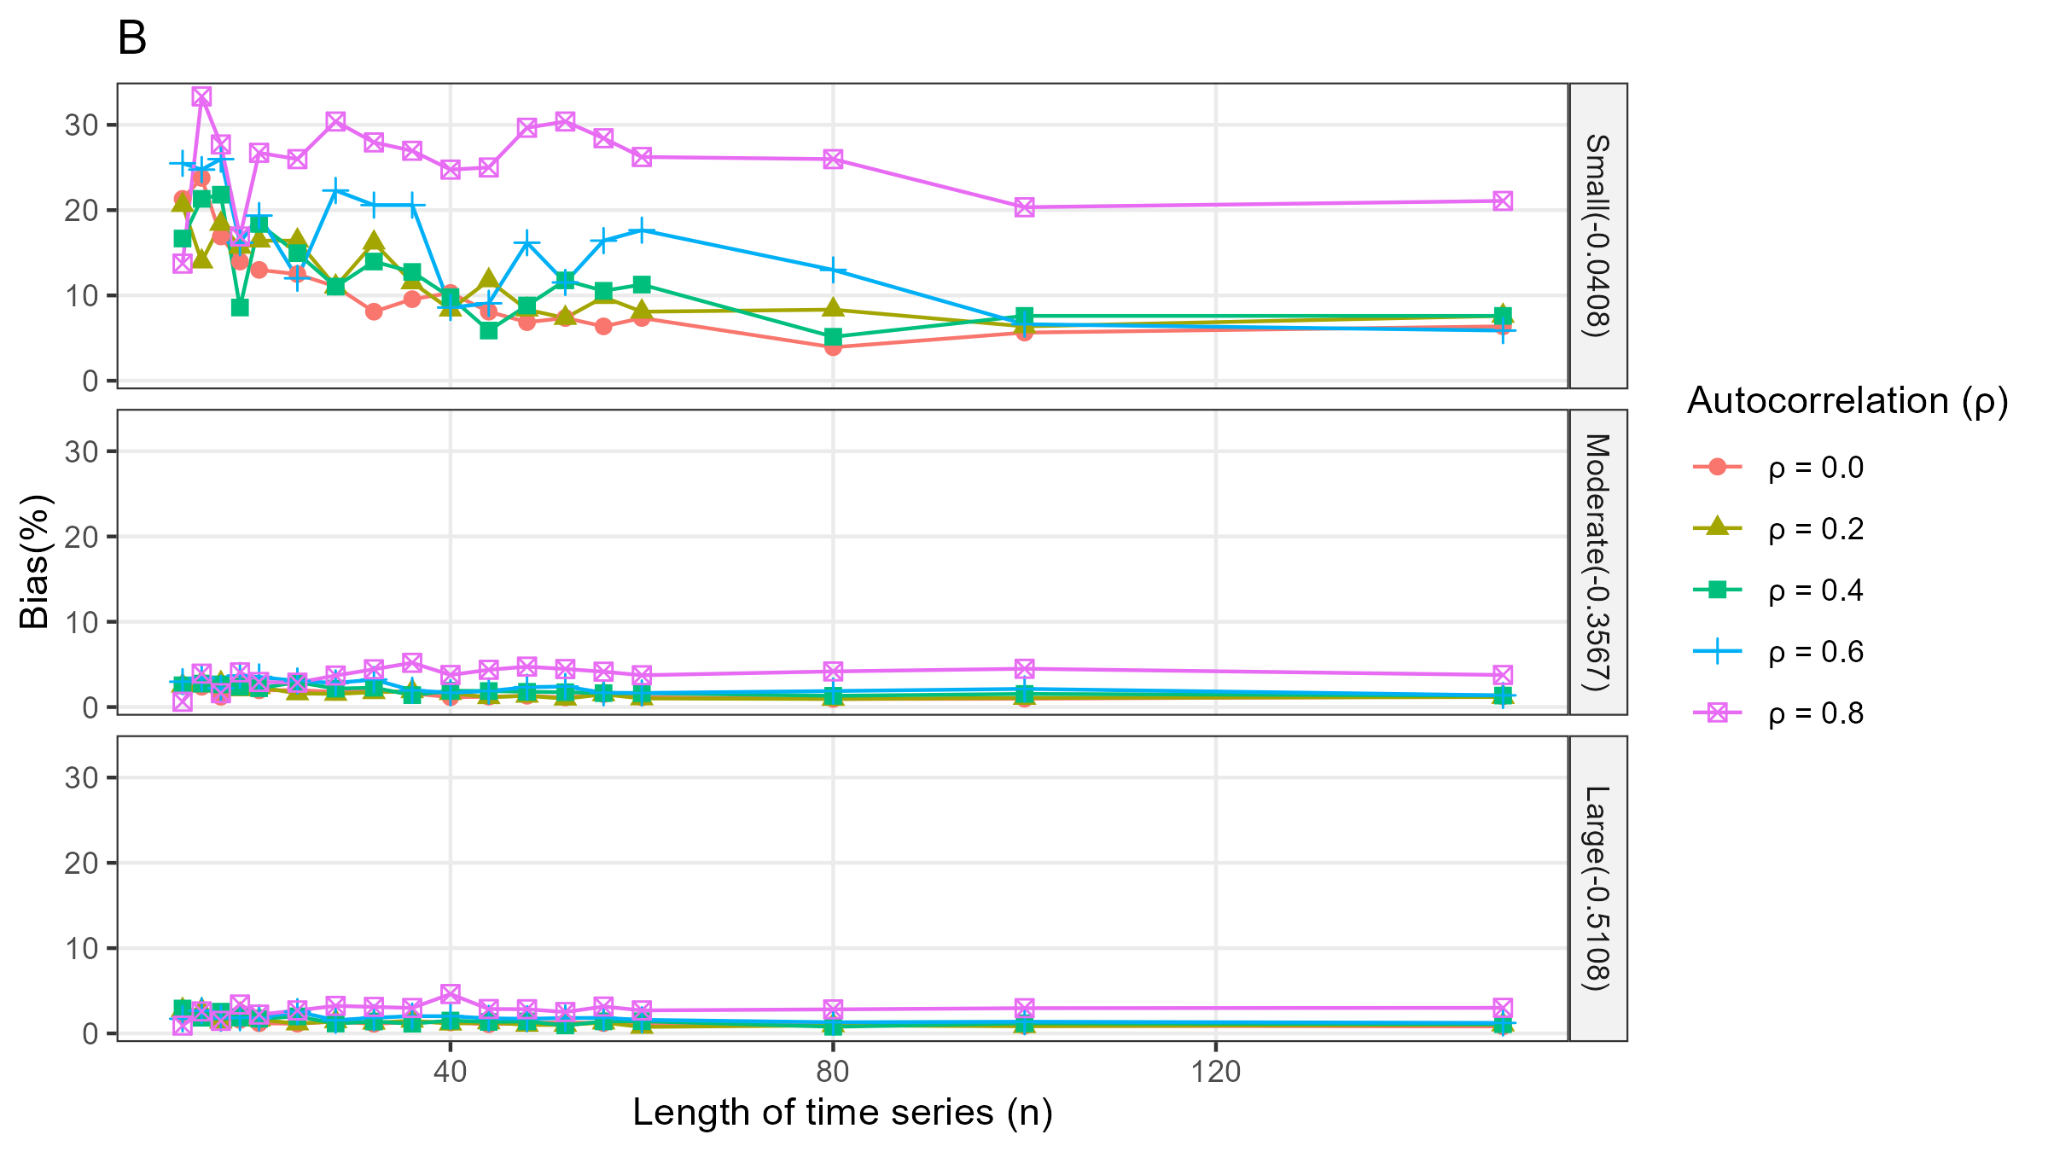 B
30
20
10
0
Small(-0.0408)
30
20
10
0
Moderate(-0.3567)
30
20
10
0
Large(-0.5108)
40
80
120
Length of time series (n)
Bias(%)
Autocorrelation (ρ)
ρ = 0.0
ρ = 0.2
ρ = 0.4
ρ = 0.6
ρ = 0.8